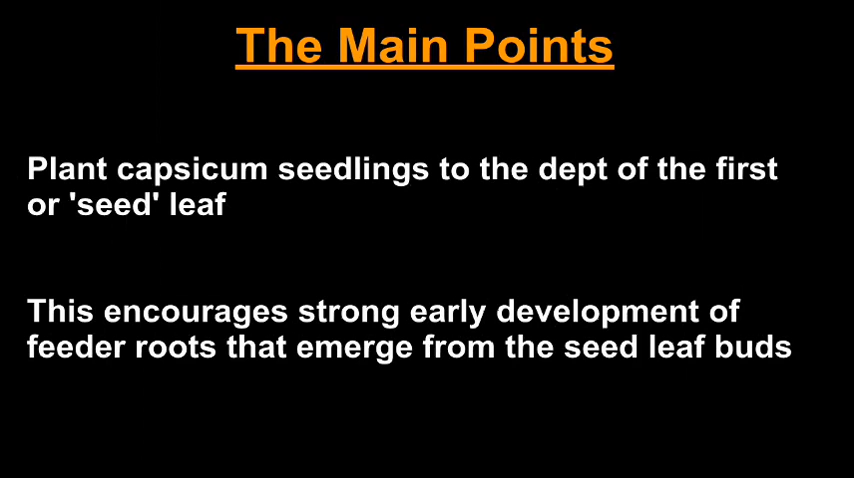 The Main Points
Plant capsicum seedlings to the dept of the first
or 'seed' leaf
This encourages strong early development of
feeder roots that emerge from the seed leaf buds